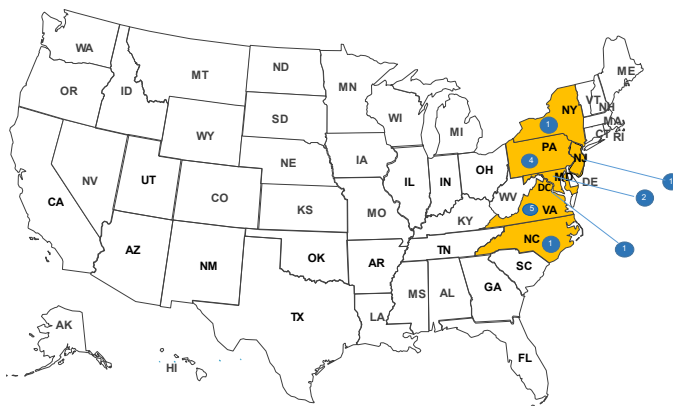 WA
ME
ND
MT
MN
OR
VT
NY
ID
NH
SD
WI
MA
1
CT
RI
WY
MI
PA
IA
NJ
4
NE
OH
IL
IN
MD
1
NV
UT
DE
DC
2
WV
CA
CO
MO
5
VA
KS
KY
NC
1
1
TN
AZ
OK
AR
SC
NM
MS
AL
GA
TX
LA
AK
FL
HI